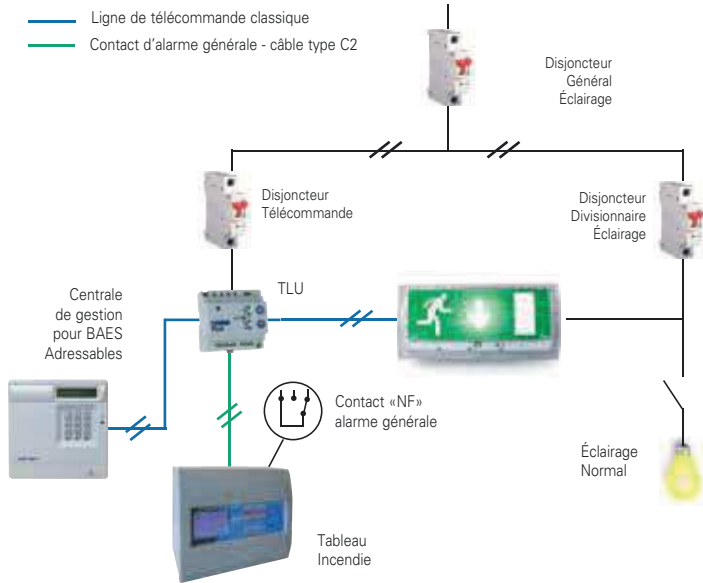 Ligne de télécommande classique
Contact d'alarme générale - câble type C2
Disjoncteur
Général
Éclairage
Disjoncteur
Télécommande
Disjoncteur
Divisionnaire
Éclairage
Centrale
de gestion
pour BAES
Adressables
TLU
Contact «NF»
alarme générale
Éclairage
Normal
Tableau
Incendie